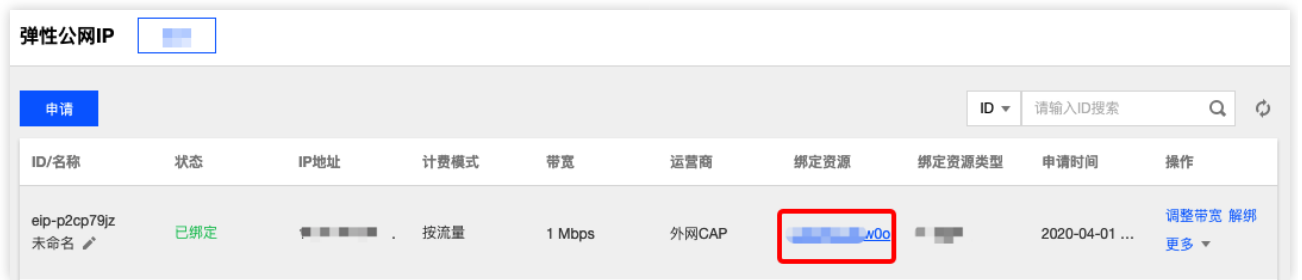 弹性公网IP
申请
ID
请输入ID搜索
ID/名称 状态 IP地址 计费模式 带宽 运营商 绑定资源 绑定资源类型 申请时间 操作
eip-p2cp79jz
未命名
已绑定 按流量 1 Mbps 外网CAP w0o 2020-04-01 ...
调整带宽 解绑
更多